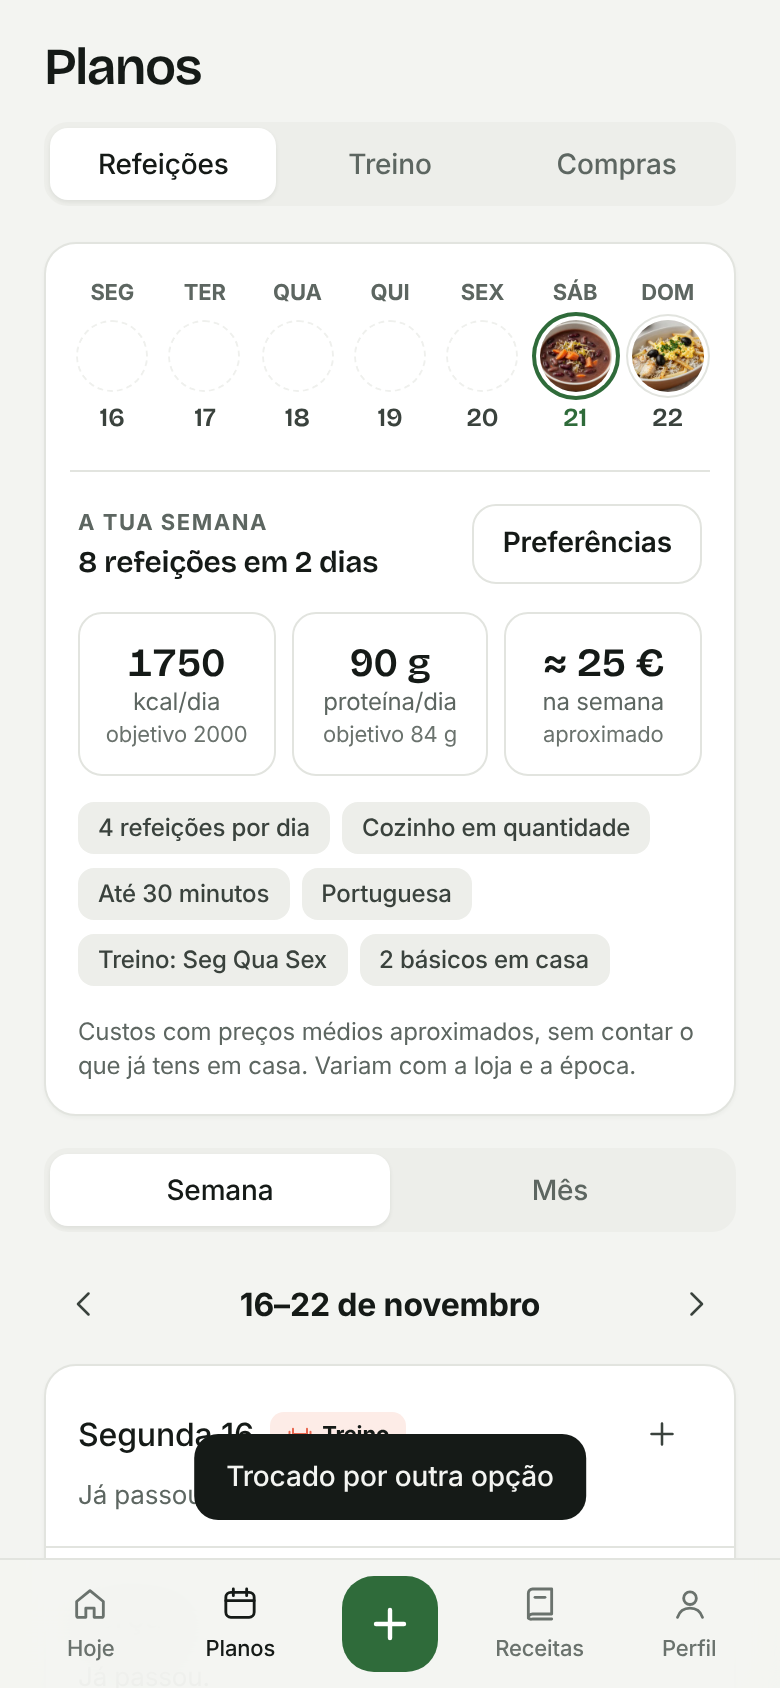 Planos
Refeições Treino Compras
SEG TER QUA QUI SEX SÁB DOM
16 17 18 19 20 21 22
A TUA SEMANA
8 refeições em 2 dias
Preferências
1750 90 g ≈ 25 €
kcal/dia proteína/dia na semana
objetivo 2000 objetivo 84 g aproximado
4 refeições por dia Cozinho em quantidade
Até 30 minutos Portuguesa
Treino: Seg Qua Sex 2 básicos em casa
Custos com preços médios aproximados, sem contar o
que já tens em casa. Variam com a loja e a época.
Semana Mês
16–22 de novembro
Segunda 16 Treino
Já passou
Trocado por outra opção
Hoje Planos Receitas Perfil
Já passou.